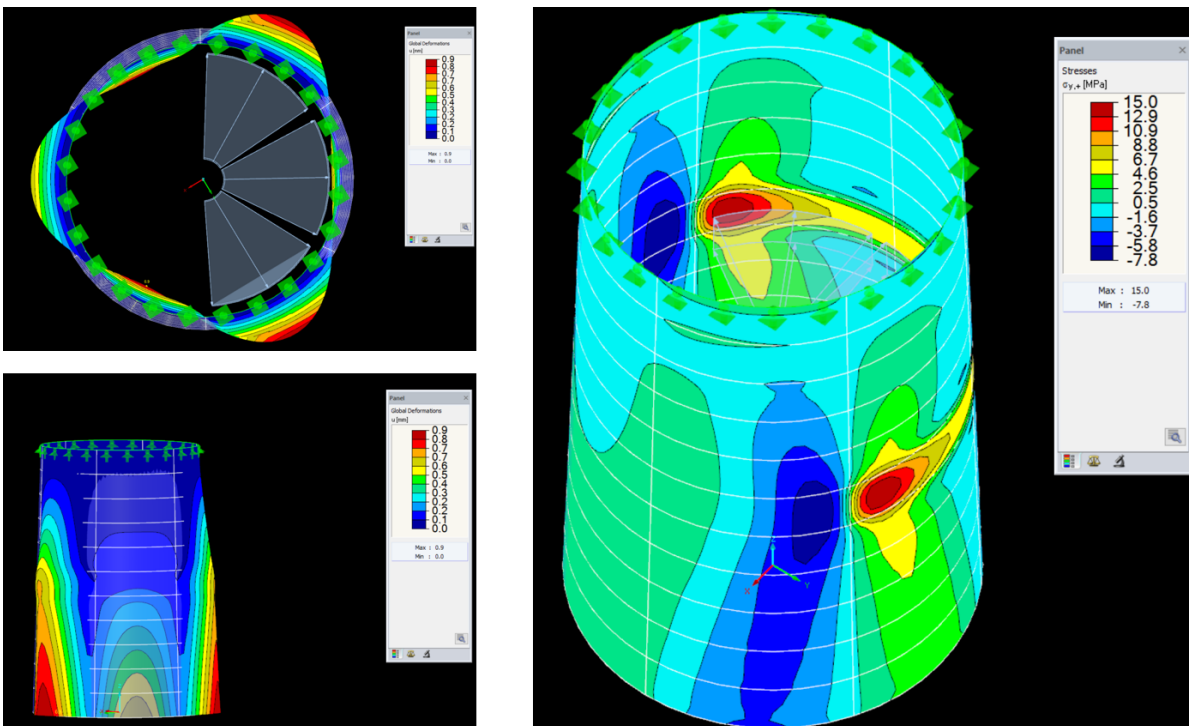 Panel
Global Deformations
u [mm]
0.9
0.8
0.7
0.7
0.6
0.5
0.4
0.3
0.2
0.2
0.1
0.0
Max : 0.9
Min : 0.0
Panel
Stresses
σy,+ [MPa]
15.0
12.9
10.9
8.8
6.7
4.6
2.5
0.5
-1.6
-3.7
-5.8
-7.8
Max : 15.0
Min : -7.8
X
Y
Panel
Global Deformations
u [mm]
0.9
0.8
0.7
0.7
0.6
0.5
0.4
0.3
0.2
0.2
0.1
0.0
Max : 0.9
Min : 0.0